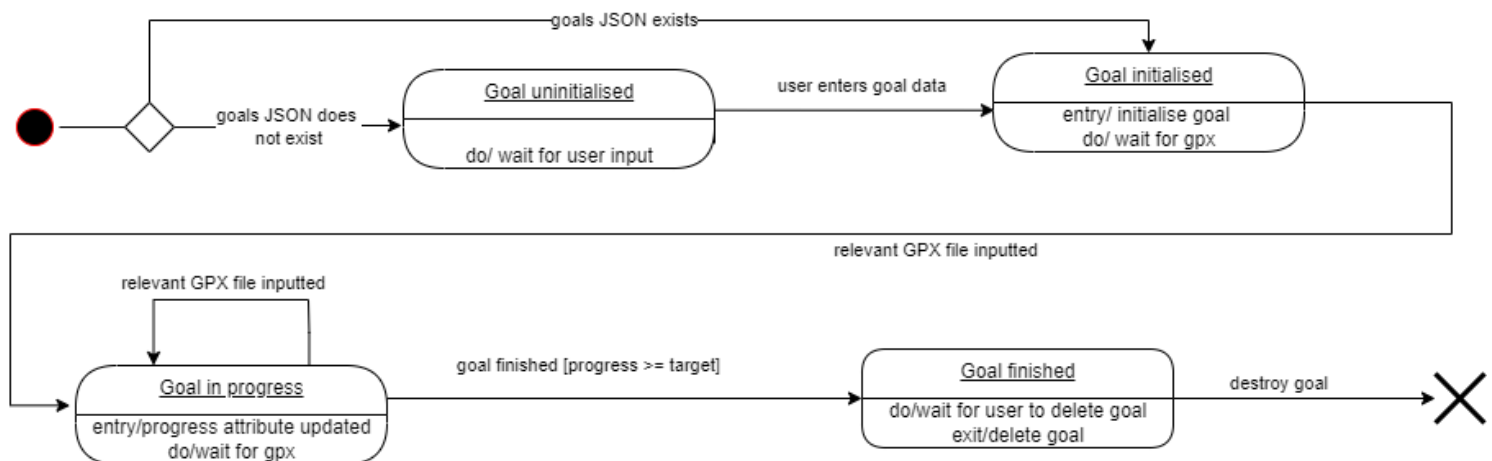 goals JSON exists
goals JSON does
not exist
Goal uninitialised
do/ wait for user input
user enters goal data
Goal initialised
entry/ initialise goal
do/ wait for gpx
relevant GPX file inputted
relevant GPX file inputted
Goal in progress
entry/progress attribute updated
do/wait for gpx
goal finished [progress >= target]
Goal finished
do/wait for user to delete goal
exit/delete goal
destroy goal